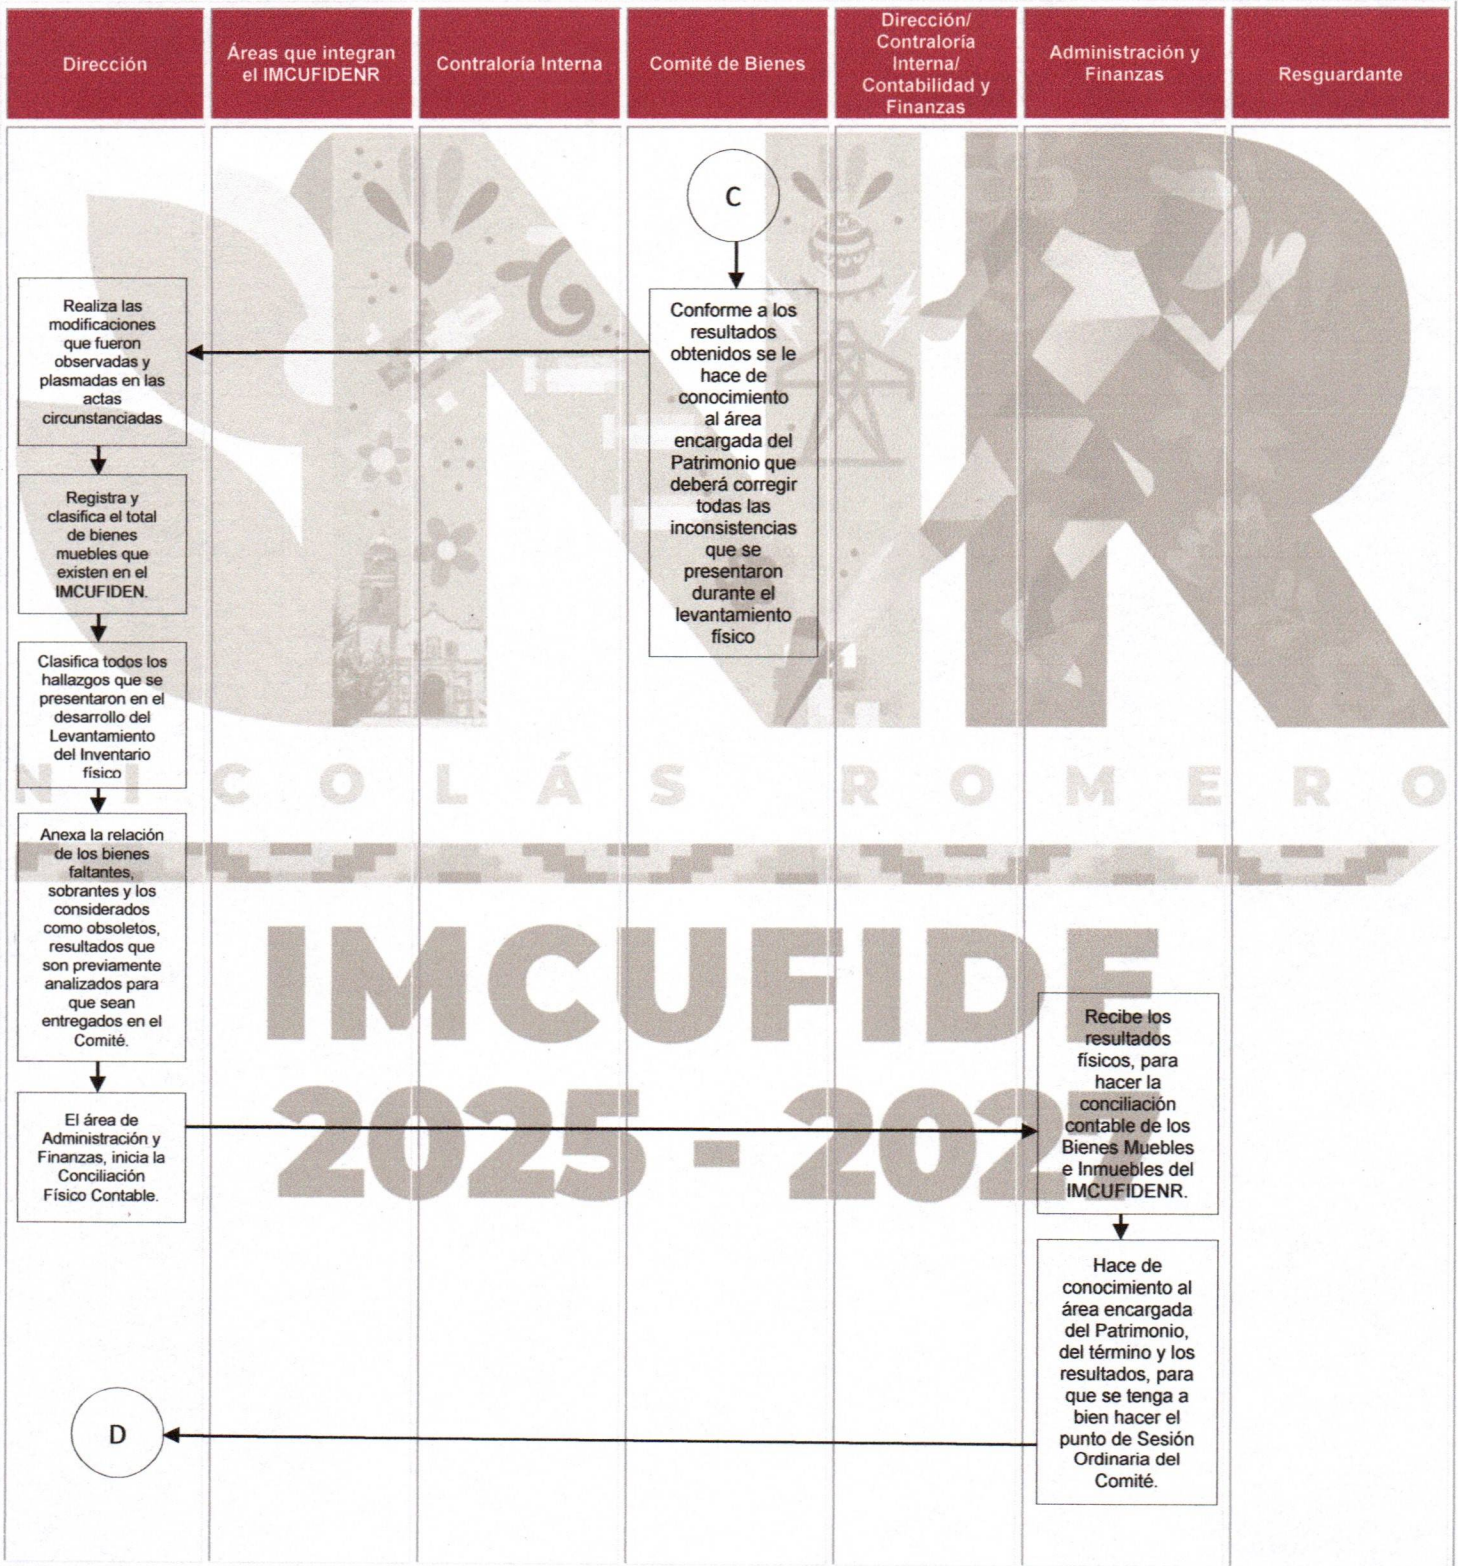 Dirección
Áreas que integran
el IMCUFIDENR
Contraloría Interna
Comité de Bienes
Dirección/
Contraloría
Interna/
Contabilidad y
Finanzas
Administración y
Finanzas
Resguardante
C
Conforme a los
resultados
obtenidos se le
hace de
conocimiento
al área
encargada del
Patrimonio que
deberá corregir
todas las
inconsistencias
que se
presentaron
durante el
levantamiento
físico
Realiza las
modificaciones
que fueron
observadas y
plasmadas en las
actas
circunstanciadas
Registra y
clasifica el total
de bienes
muebles que
existen en el
IMCUFIDEN.
Clasifica todos los
hallazgos que se
presentaron en el
desarrollo del
Levantamiento
del Inventario
físico
Anexa la relación
de los bienes
faltantes,
sobrantes y los
considerados
como obsoletos,
resultados que
son previamente
analizados para
que sean
entregados en el
Comité.
El área de
Administración y
Finanzas, inicia la
Conciliación
Físico Contable.
Recibe los
resultados
físicos, para
hacer la
conciliación
contable de los
Bienes Muebles
e Inmuebles del
IMCUFIDENR.
Hace de
conocimiento al
área encargada
del Patrimonio,
del término y los
resultados, para
que se tenga a
bien hacer el
punto de Sesión
Ordinaria del
Comité.
D
NR
NICOLÁS ROMERO
IMCUFIDE
2025 - 2027